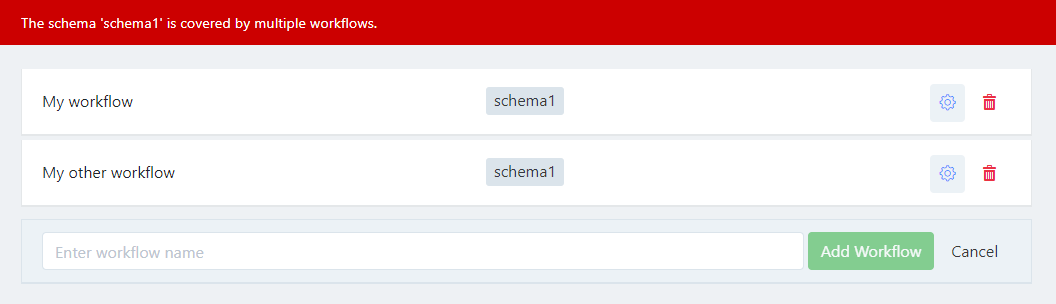 The schema 'schema1' is covered by multiple workflows.
My workflow schema1
My other workflow schema1
Enter workflow name Add Workflow Cancel